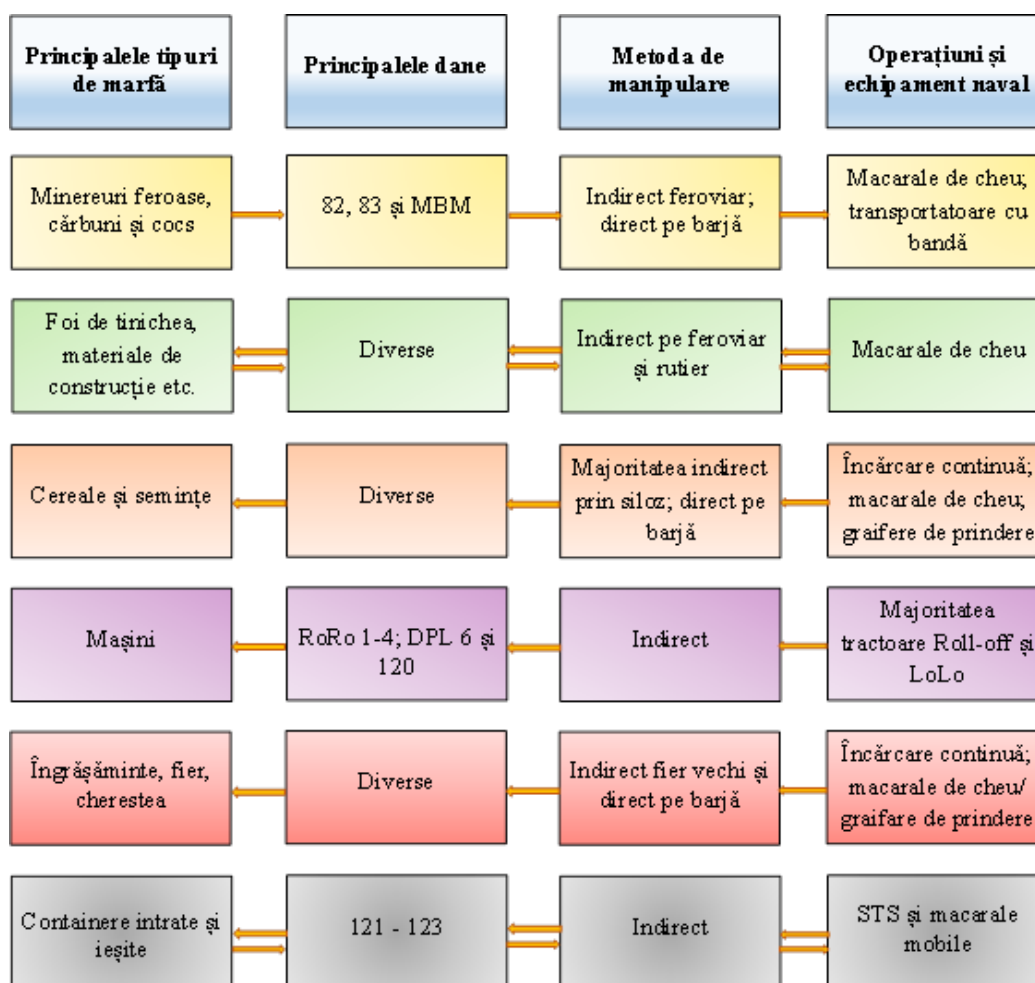 Principalele tipuri
de marfă
Principalele dane
Metoda de
manipulare
Operațiuni și
echipament naval
Minereuri feroase,
cărbuni și cocs
82, 83 și MBM
Indirect feroviar;
direct pe barjă
Macarale de cheu;
transportatoare cu
bandă
Foi de tinichea,
materiale de
construcție etc.
Diverse
Indirect pe feroviar
și rutier
Macarale de cheu
Cereale și semințe
Diverse
Majoritatea indirect
prin siloz; direct pe
barjă
Încărcare continuă;
macarale de cheu;
graifere de prindere
Mașini
RoRo 1-4; DPL 6 și
120
Indirect
Majoritatea
tractoare Roll-off și
LoLo
Îngrășăminte, fier,
cherestea
Diverse
Indirect fier vechi și
direct pe barjă
Încărcare continuă;
macarale de cheu/
graifare de prindere
Containere intrate și
ieșite
121 - 123
Indirect
STS și macarale
mobile